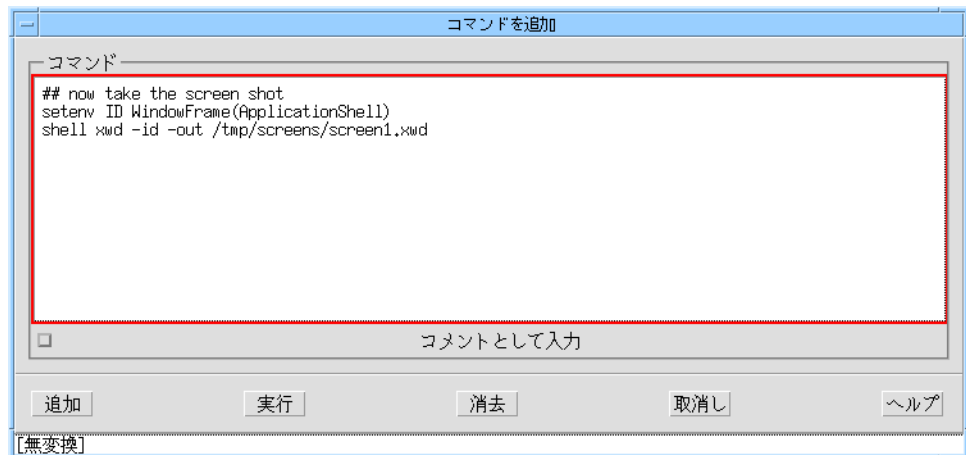 コマンドを追加
コマンド
## now take the screen shot
setenv ID WindowFrame(ApplicationShell)
shell xwd -id -out /tmp/screens/screen1.xwd
コメントとして入力
追加 実行 消去 取消し ヘルプ
[無変換]